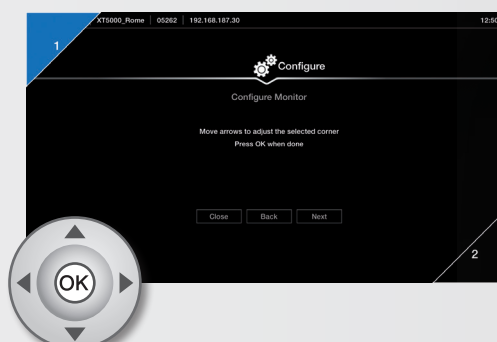 XT5000_Rome | 05262 | 192.168.187.30 12:50
1
Configure
Configure Monitor
Move arrows to adjust the selected corner
Press OK when done
Close Back Next
2
OK